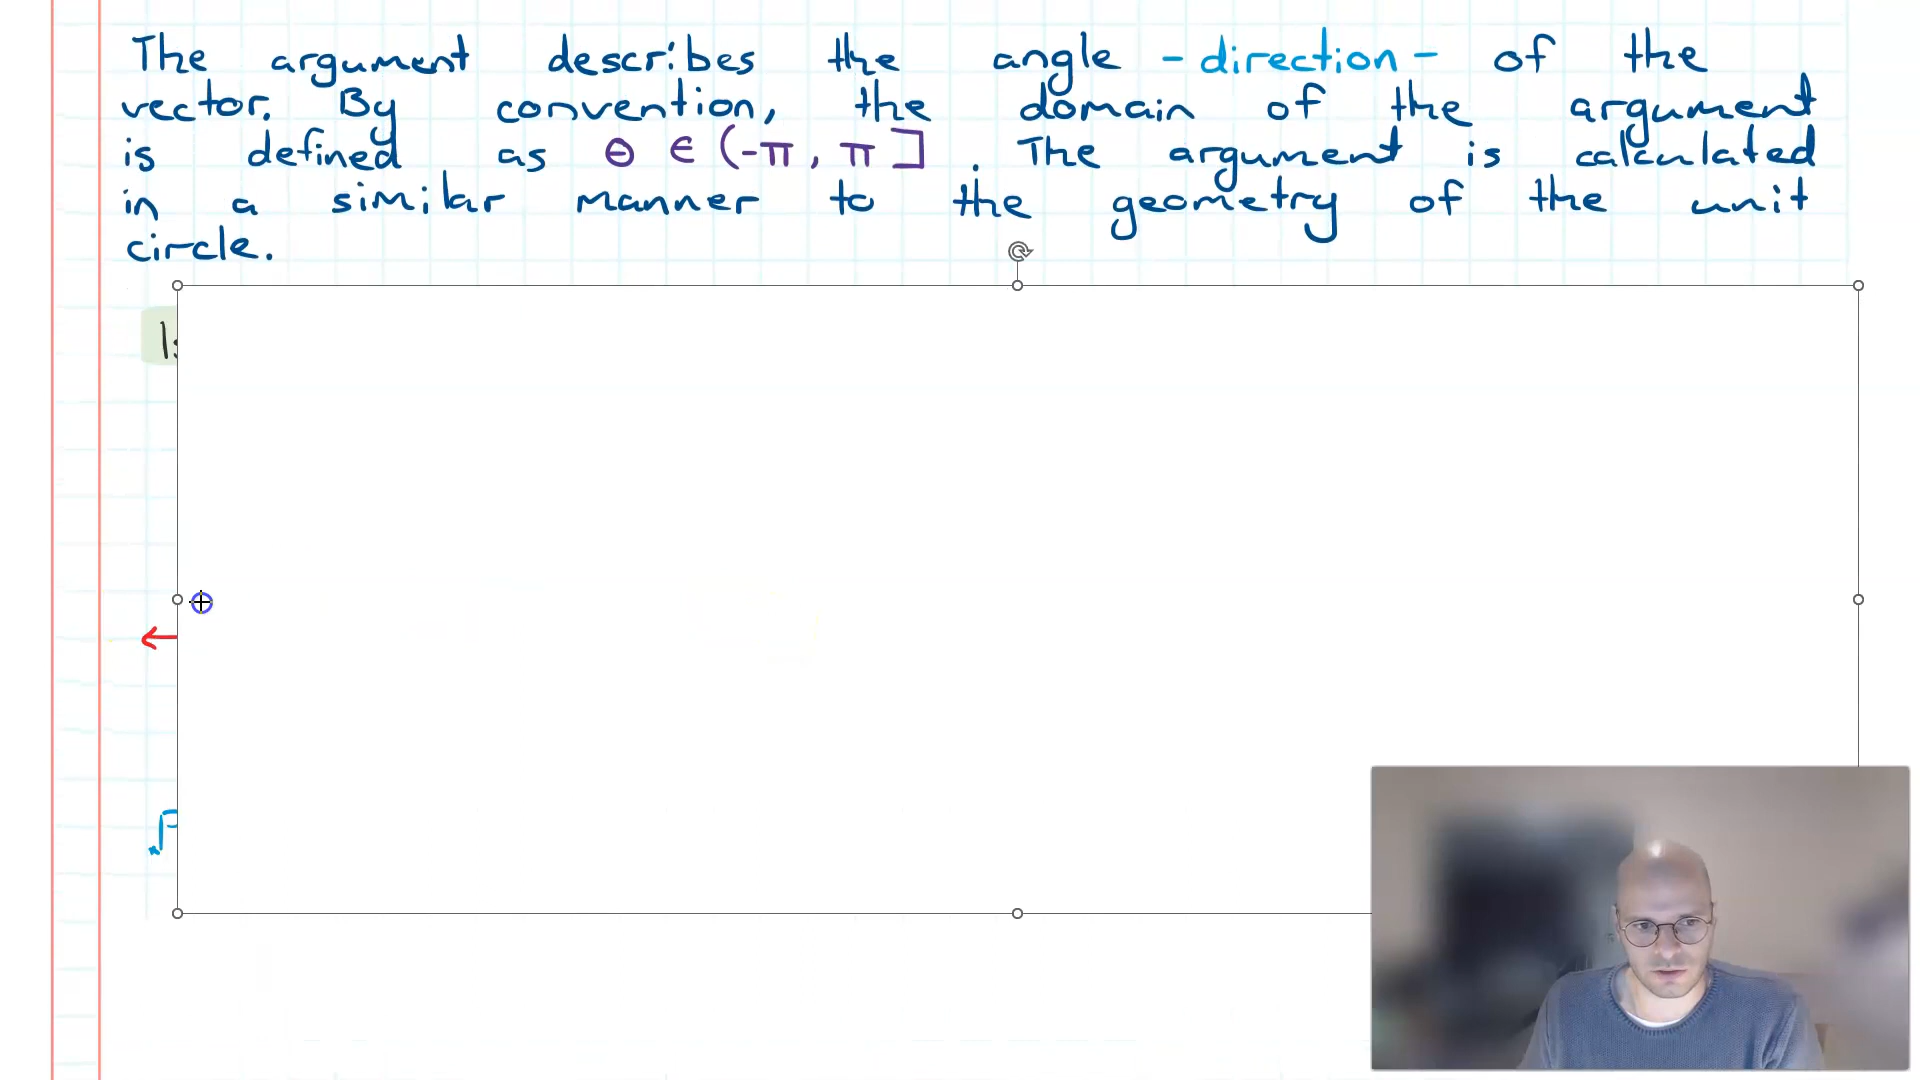 The argument describes the angle - direction - of the
vector. By convention, the domain of the argument
is defined as θ ∈ (-π, π]. The argument is calculated
in a similar manner to the geometry of the unit
circle.